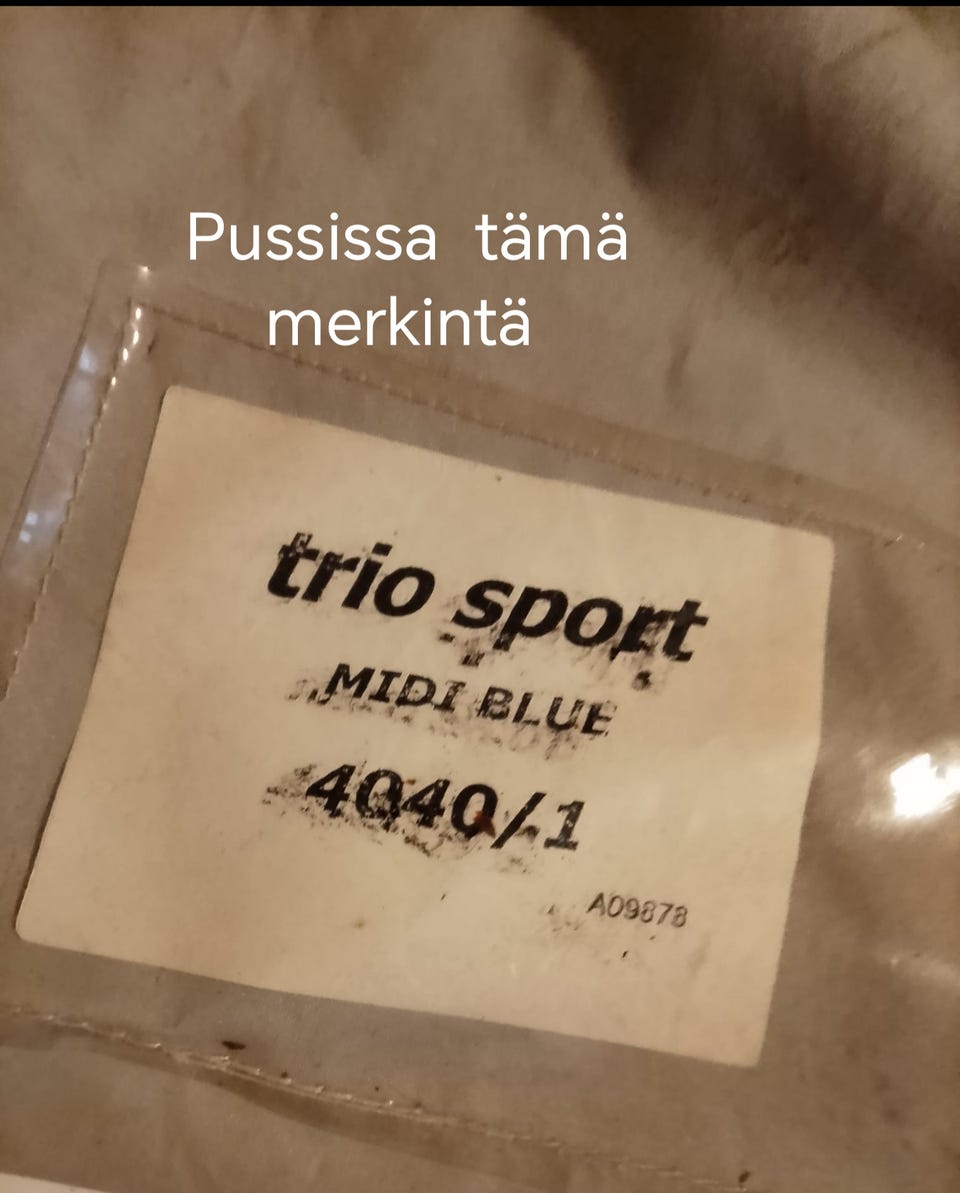 Pussissa tämä
merkintä
trio sport
MIDI BLUE
4040/1
A09878